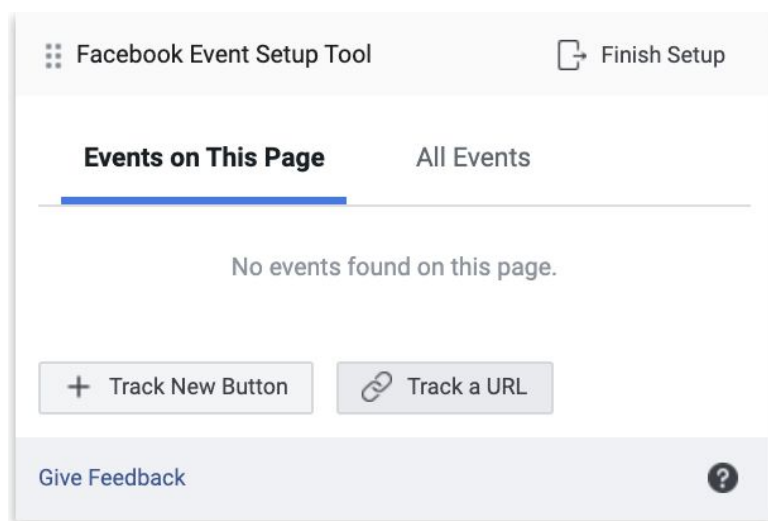 Facebook Event Setup Tool
Finish Setup
Events on This Page
All Events
No events found on this page.
Track New Button
Track a URL
Give Feedback
?